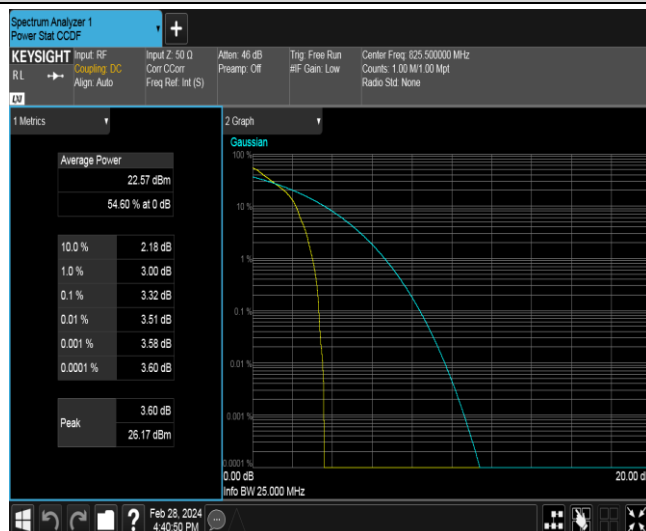 Spectrum Analyzer 1
Power Stat CCDF
+
KEYSIGHT
RL
LXI
Input: RF
Coupling: DC
Align: Auto
Input Z: 50 Ω
Corr CCorr
Freq Ref: Int (S)
Atten: 46 dB
Preamp: Off
Trig: Free Run
#IF Gain: Low
Center Freq: 825.500000 MHz
Counts: 1.00 M/1.00 Mpt
Radio Std: None
1 Metrics
Average Power
22.57 dBm
54.60 % at 0 dB
10.0 % 2.18 dB
1.0 % 3.00 dB
0.1 % 3.32 dB
0.01 % 3.51 dB
0.001 % 3.58 dB
0.0001 % 3.60 dB
Peak
3.60 dB
26.17 dBm
2 Graph
Gaussian
100 %
10 %
1 %
0.1 %
0.01 %
0.001 %
0.0001 %
0.00 dB
20.00 d
Info BW 25.000 MHz
?
Feb 28, 2024
4:40:50 PM